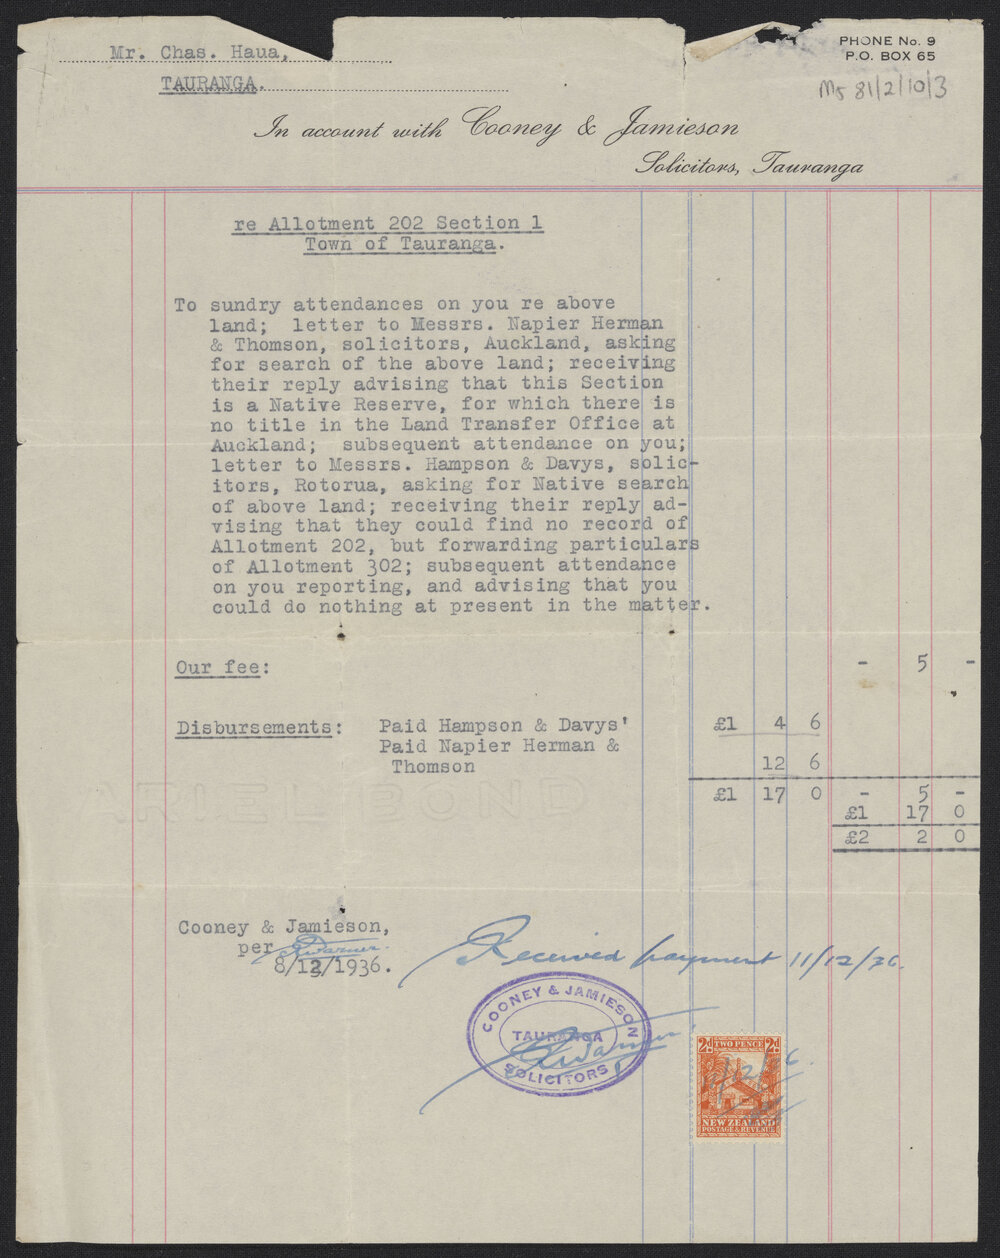 PHONE No. 9
P.O. BOX 65
Ms 81/2/10/3
Mr. Chas. Haua,
TAURANGA.
In account with Cooney & Jamieson
Solicitors, Tauranga
re Allotment 202 Section 1
Town of Tauranga.
To sundry attendances on you re above
land; letter to Messrs. Napier Herman
& Thomson, solicitors, Auckland, asking
for search of the above land; receiving
their reply advising that this Section
is a Native Reserve, for which there is
no title in the Land Transfer Office at
Auckland; subsequent attendance on you;
letter to Messrs. Hampson & Davys, solic-
itors, Rotorua, asking for Native search
of above land; receiving their reply ad-
vising that they could find no record of
Allotment 202, but forwarding particulars
of Allotment 302; subsequent attendance
on you reporting, and advising that you
could do nothing at present in the matter.
Our fee: - 5 -
Disbursements: Paid Hampson & Davys' £1 4 6
Paid Napier Herman &
Thomson 12 6
£1 17 0 - 5 -
£1 17 0
£2 2 0
ARIEL BOND
Cooney & Jamieson,
per
8/12/1936.
Received payment 11/12/36.
COONEY & JAMIESON
TAURANGA
SOLICITORS
2d TWO PENCE 2d
NEW ZEALAND
POSTAGE & REVENUE